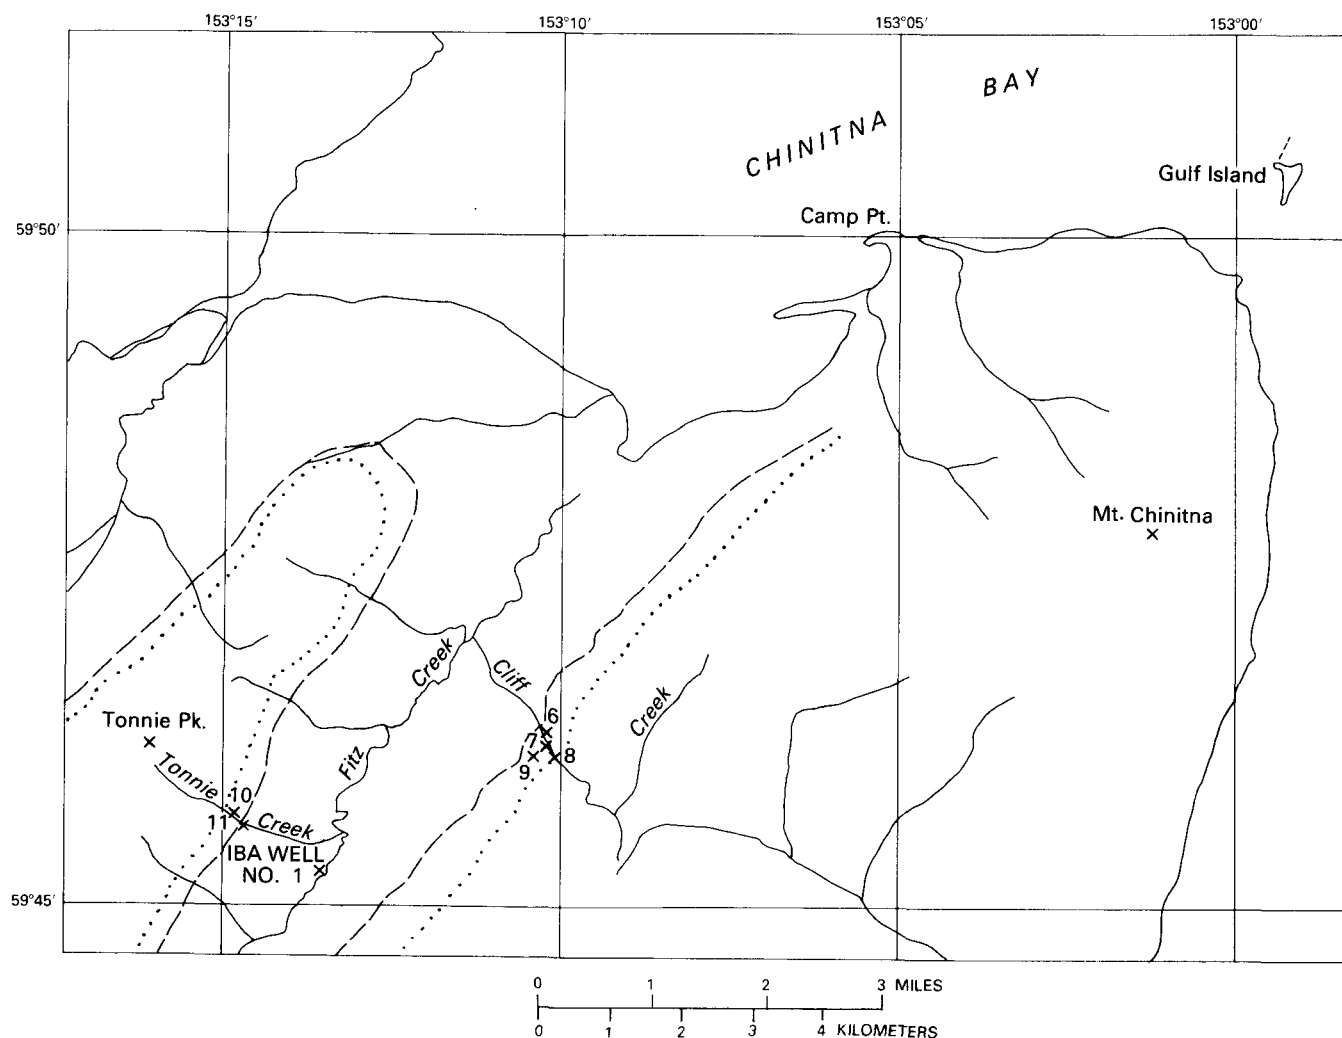 153°15′
153°10′
153°05′
153°00′
BAY
CHINITNA
Gulf Island
Camp Pt.
59°50′
Mt. Chinitna
Creek
Cliff
Creek
6
7
8
9
Tonnie Pk.
Fitz
Tonnie
10
11
Creek
IBA WELL
NO. 1
59°45′
0 1 2 3 MILES
0 1 2 3 4 KILOMETERS